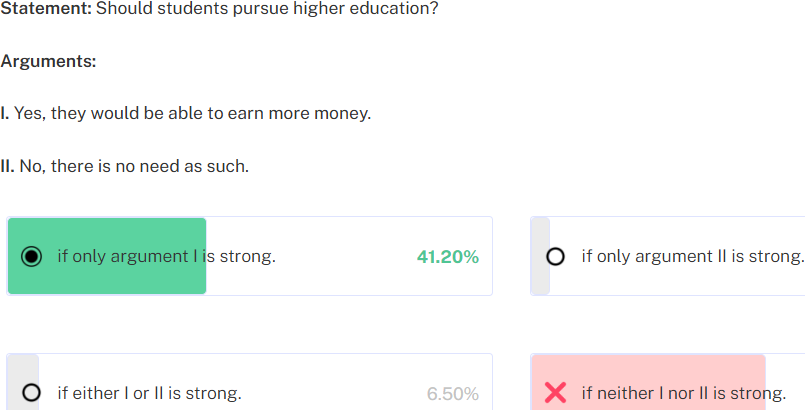 Statement: Should students pursue higher education?
Arguments:
I. Yes, they would be able to earn more money.
II. No, there is no need as such.
if only argument I is strong. 41.20%
if only argument II is strong.
if either I or II is strong. 6.50%
if neither I nor II is strong.